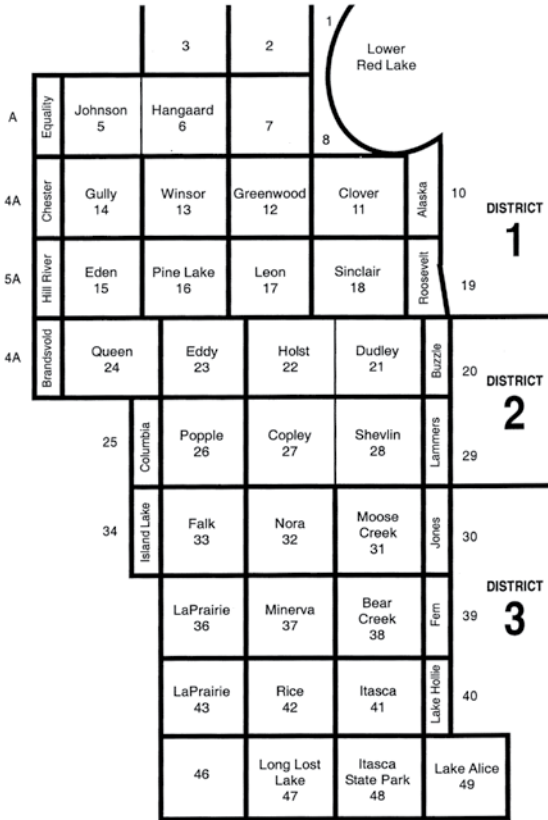 3
2
1
Lower
Red Lake
A
Equality
Johnson
5
Hangaard
6
7
8
4A
Chester
Gully
14
Winsor
13
Greenwood
12
Clover
11
Alaska
10
DISTRICT
1
5A
Hill River
Eden
15
Pine Lake
16
Leon
17
Sinclair
18
Roosevelt
19
4A
Brandsvold
Queen
24
Eddy
23
Holst
22
Dudley
21
Buzzle
20
DISTRICT
2
25
Columbia
Popple
26
Copley
27
Shevlin
28
Lammers
29
34
Island Lake
Falk
33
Nora
32
Moose
Creek
31
Jones
30
DISTRICT
3
LaPrairie
36
Minerva
37
Bear
Creek
38
Fern
39
LaPrairie
43
Rice
42
Itasca
41
Lake Hollie
40
46
Long Lost
Lake
47
Itasca
State Park
48
Lake Alice
49